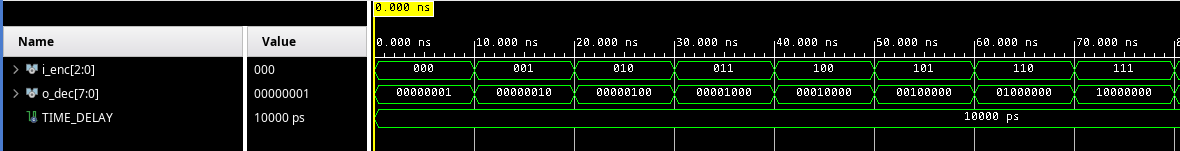 0.000 ns
Name Value 0.000 ns 10.000 ns 20.000 ns 30.000 ns 40.000 ns 50.000 ns 60.000 ns 70.000 ns
i_enc[2:0] 000 000 001 010 011 100 101 110 111
o_dec[7:0] 00000001 00000001 00000010 00000100 00001000 00010000 00100000 01000000 10000000
TIME_DELAY 10000 ps 10000 ps